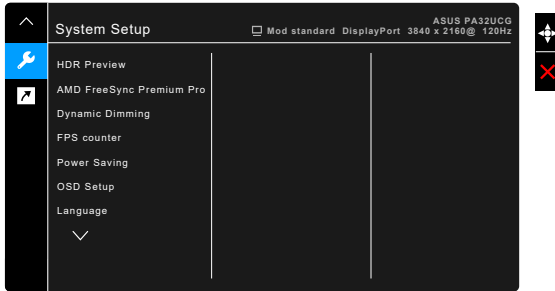 ASUS PA32UCG
System Setup
Mod standard DisplayPort 3840 x 2160@ 120Hz
HDR Preview
AMD FreeSync Premium Pro
Dynamic Dimming
FPS counter
Power Saving
OSD Setup
Language